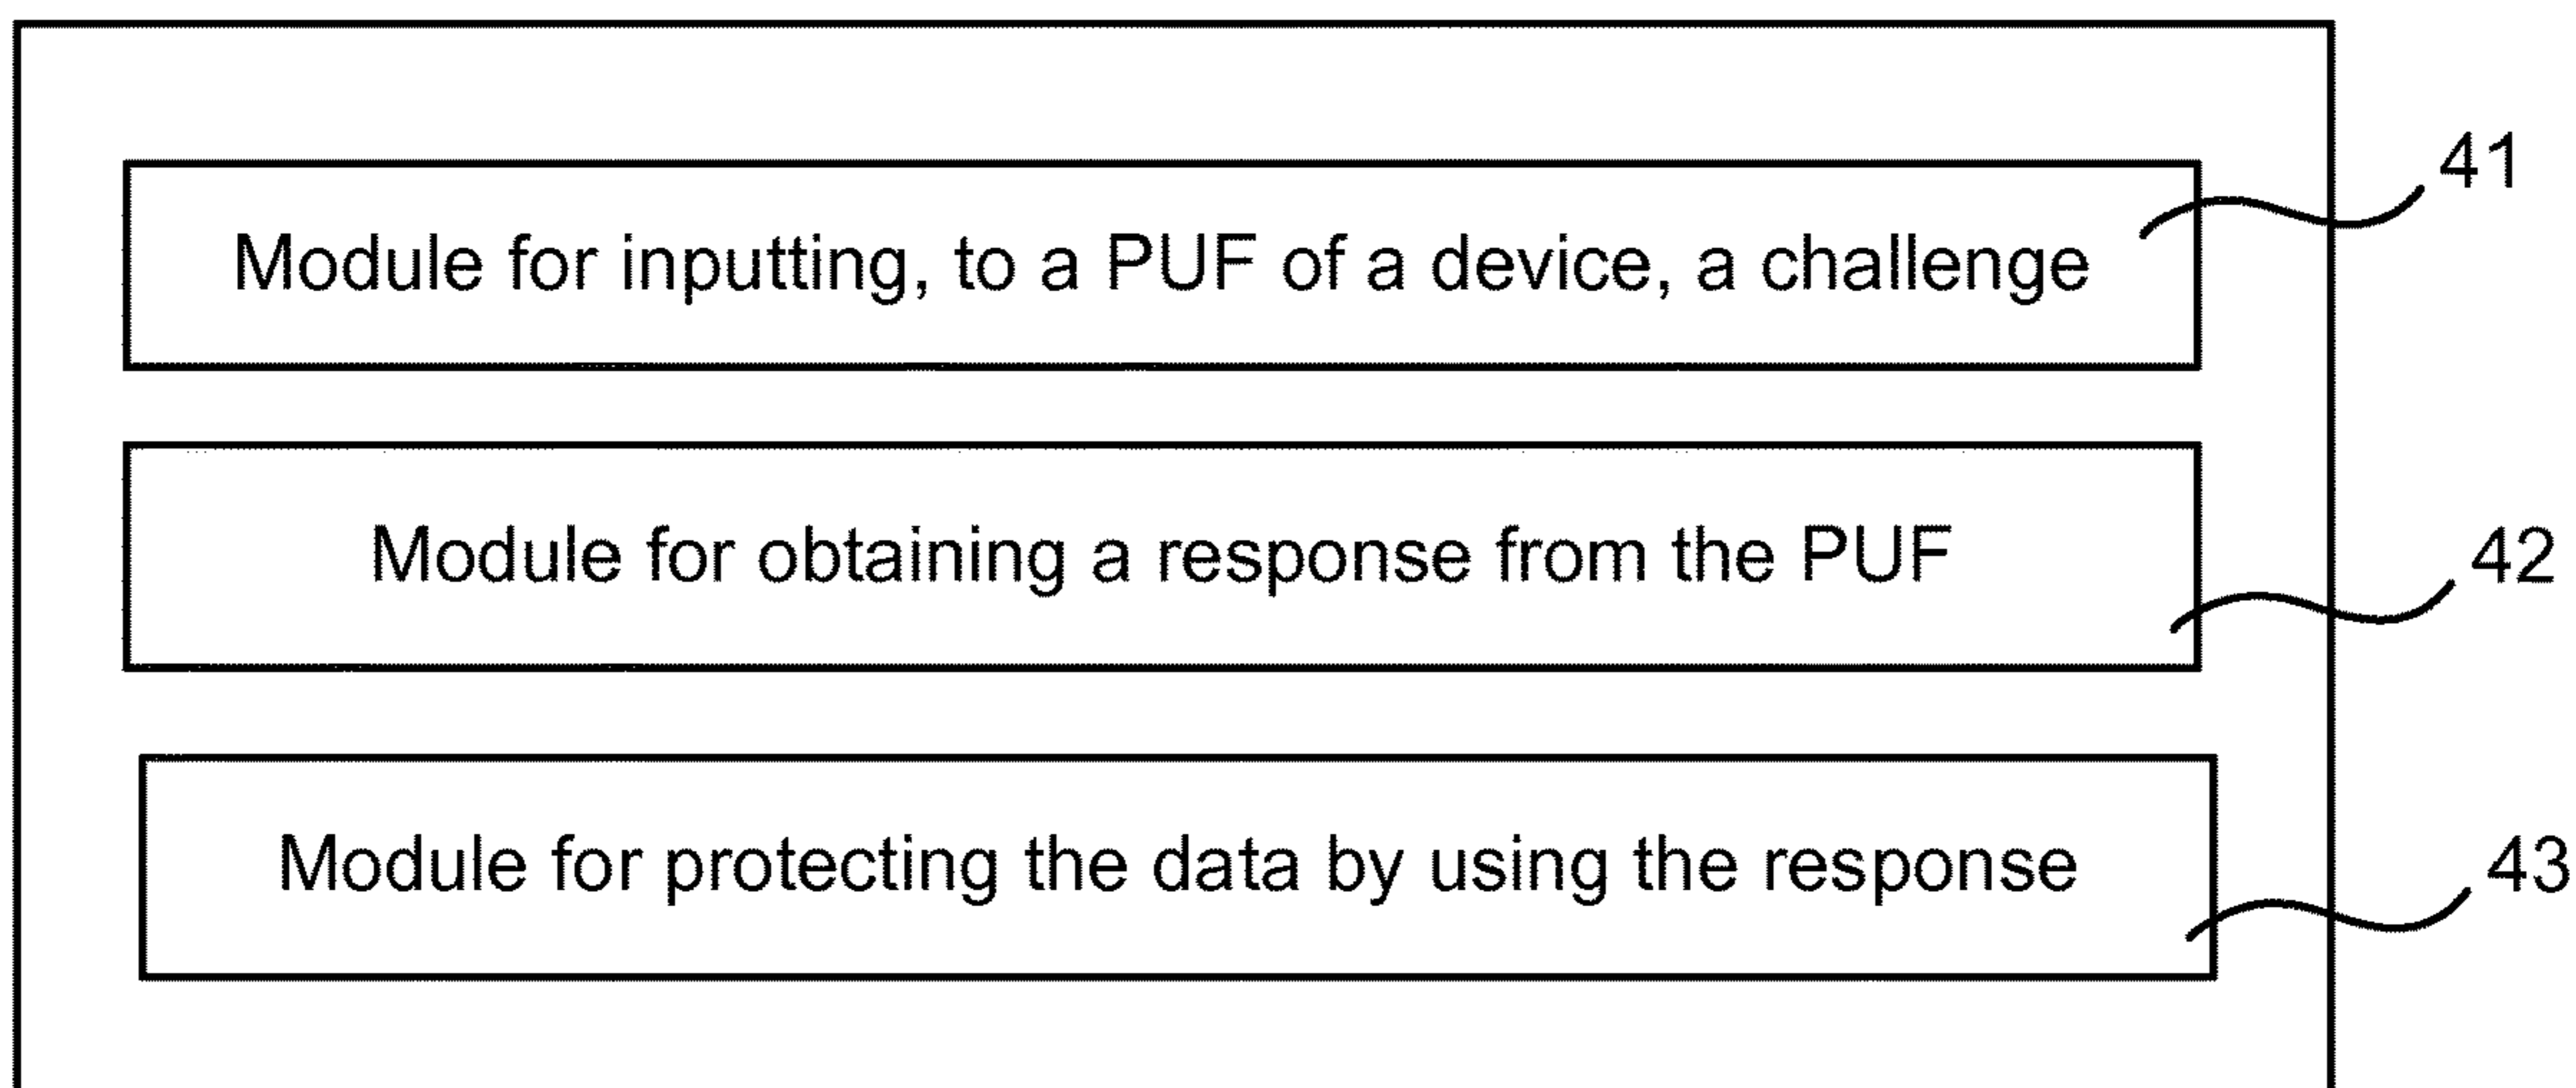 41
Module for inputting, to a PUF of a device, a challenge
Module for obtaining a response from the PUF
42
Module for protecting the data by using the response
43